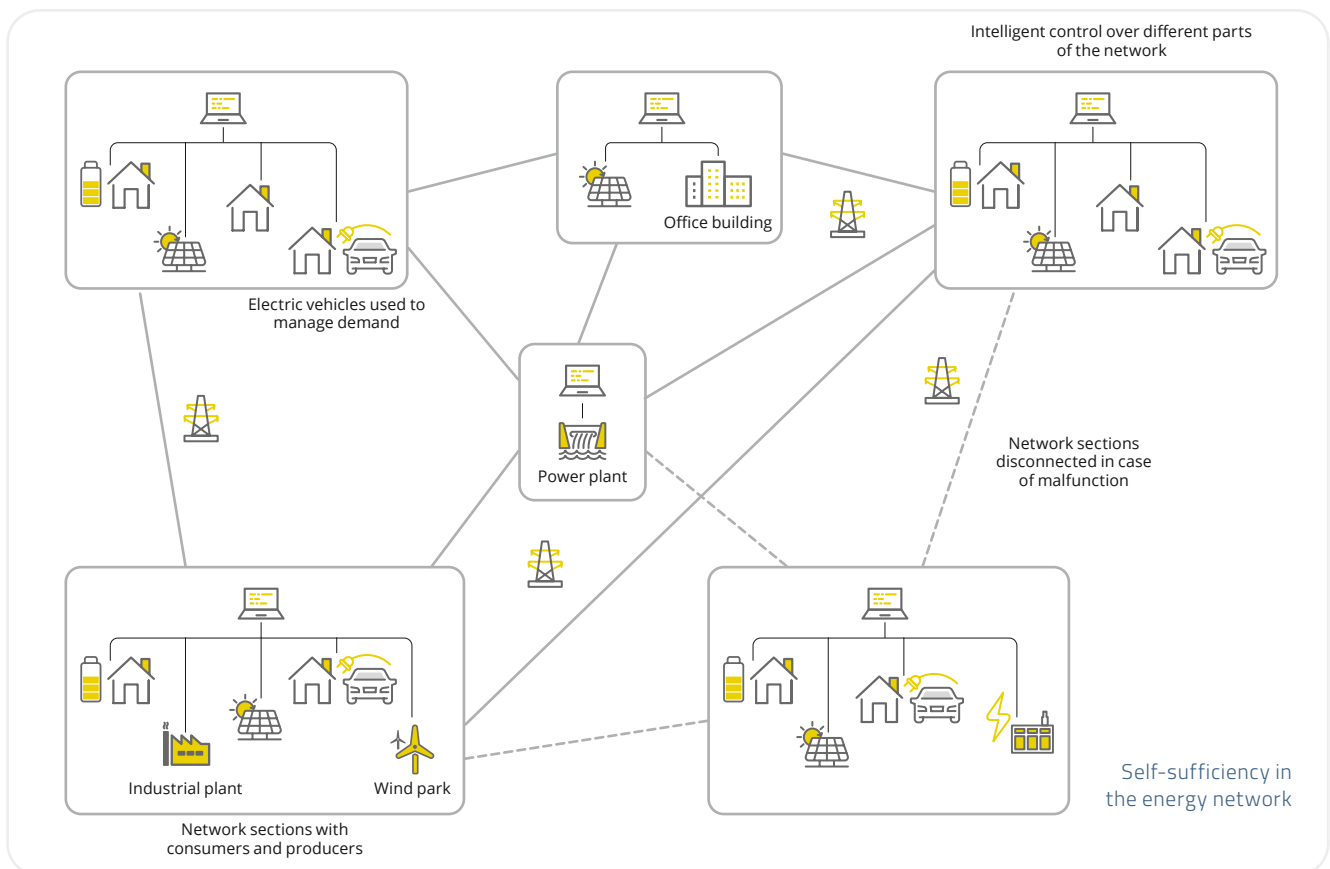 Intelligent control over different parts
of the network
Office building
Electric vehicles used to
manage demand
Power plant
Network sections
disconnected in case
of malfunction
Industrial plant
Wind park
Network sections with
consumers and producers
Self-sufficiency in
the energy network